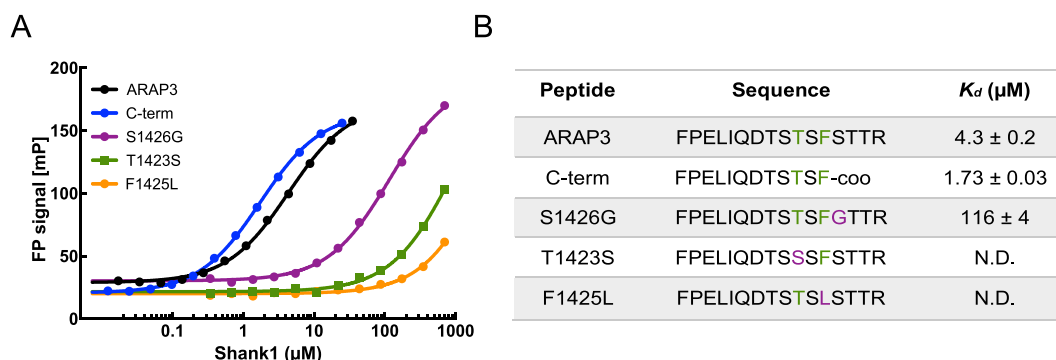 A
200
150
100
50
0
FP signal [mP]
ARAP3
C-term
S1426G
T1423S
F1425L
0.1 1 10 100 1000
Shank1 (µM)
B
Peptide Sequence Kd (µM)
ARAP3 FPELIQDTSTSFSTTR 4.3 ± 0.2
C-term FPELIQDTSTSF-coo 1.73 ± 0.03
S1426G FPELIQDTSTSFGTTR 116 ± 4
T1423S FPELIQDTSSSFSTTR N.D.
F1425L FPELIQDTSTSLSTTR N.D.